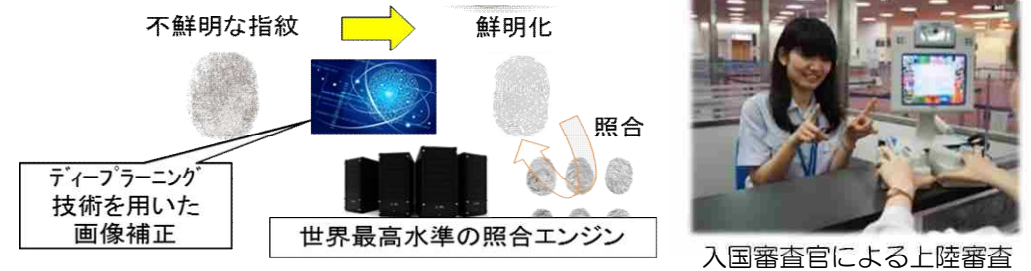 不鮮明な指紋
鮮明化
照合
ﾃﾞｨｰﾌﾟﾗｰﾆﾝｸﾞ
技術を用いた
画像補正
世界最高水準の照合エンジン
入国審査官による上陸審査